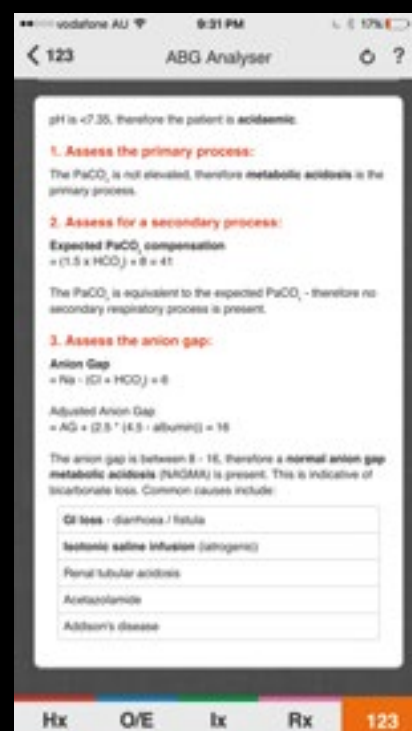 vodafone AU 9:31 PM 17%
123 ABG Analyser ?
pH is <7.35, therefore the patient is acidaemic.
1. Assess the primary process:
The PaCO₂ is not elevated, therefore metabolic acidosis is the
primary process.
2. Assess for a secondary process:
Expected PaCO₂ compensation
= (1.5 x HCO₃) + 8 = 41
The PaCO₂ is equivalent to the expected PaCO₂ - therefore no
secondary respiratory process is present.
3. Assess the anion gap:
Anion Gap
= Na - (Cl + HCO₃) = 6
Adjusted Anion Gap
= AG + (2.5 * (4.5 - albumin)) = 16
The anion gap is between 8 - 16, therefore a normal anion gap
metabolic acidosis (NAGMA) is present. This is indicative of
bicarbonate loss. Common causes include:
GI loss - diarrhoea / fistula
Isotonic saline infusion (iatrogenic)
Renal tubular acidosis
Acetazolamide
Addison's disease
Hx O/E Ix Rx 123